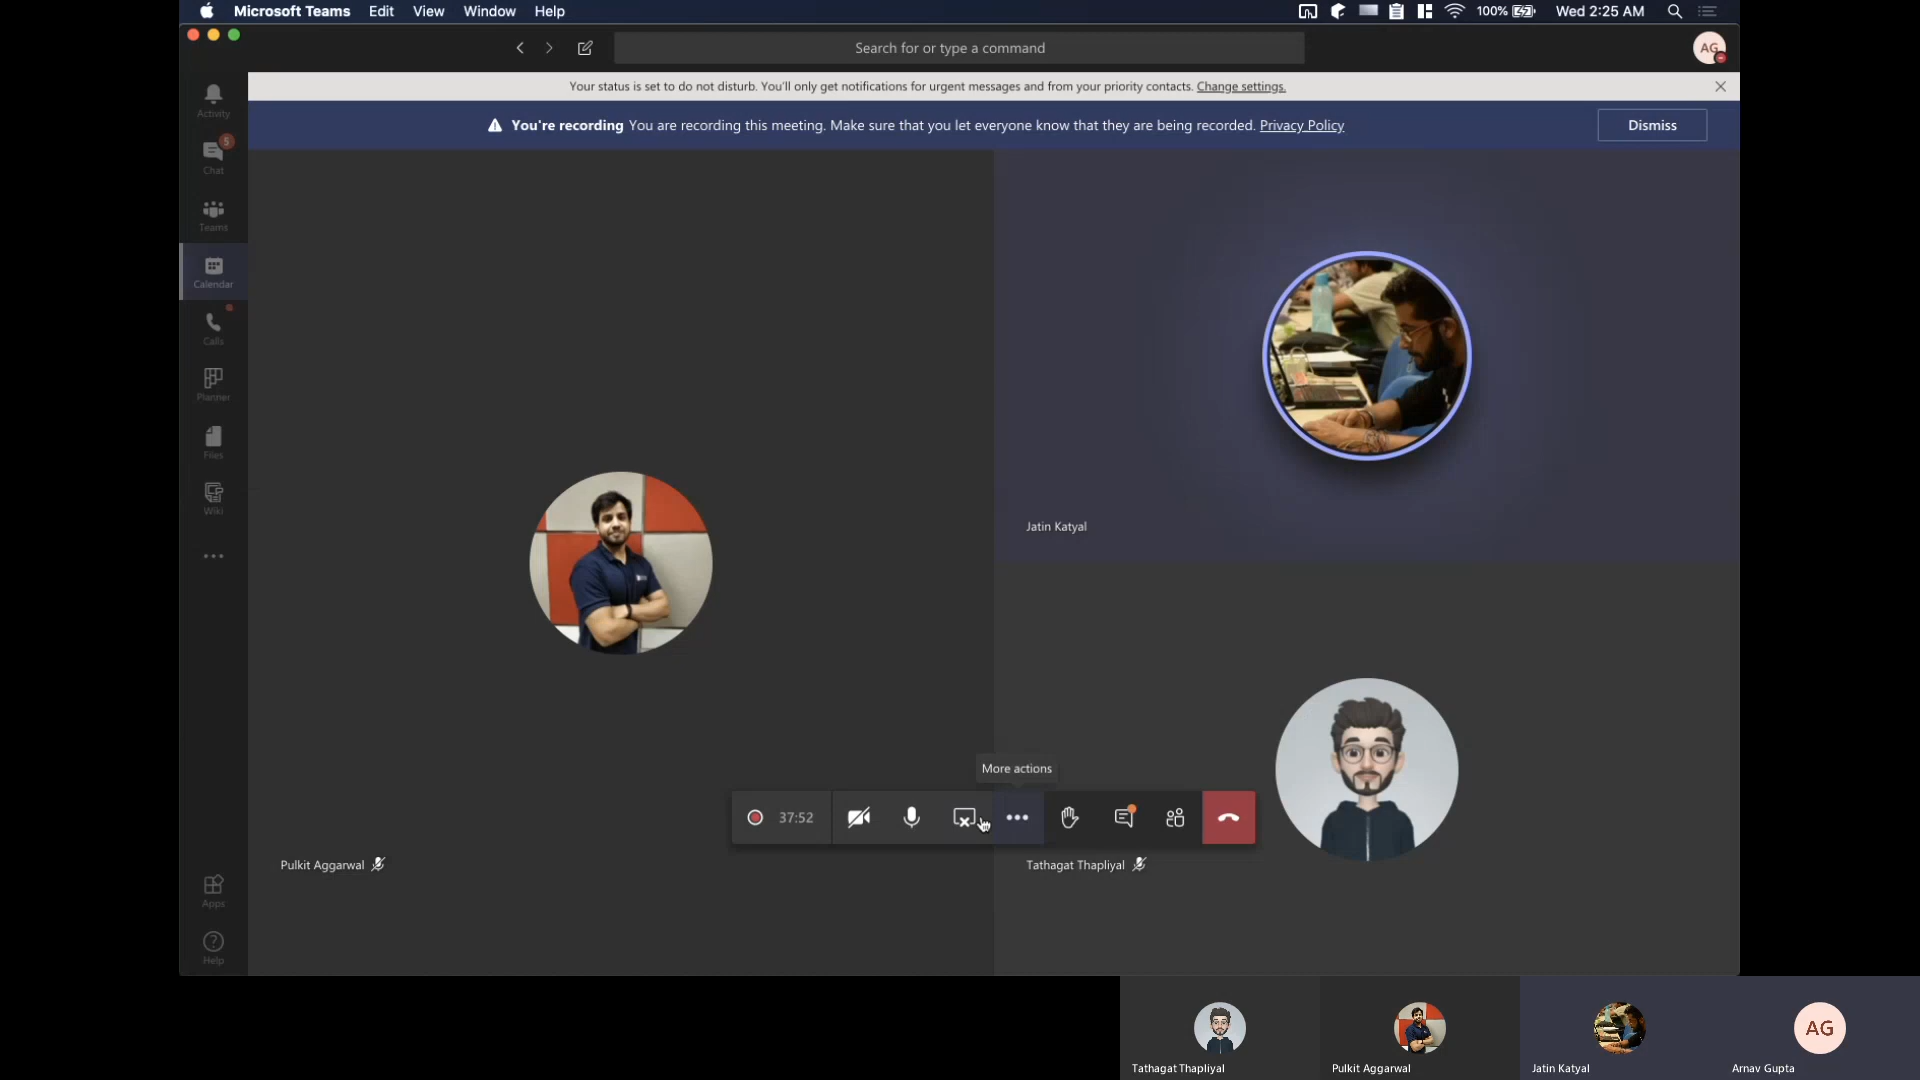 Microsoft Teams Edit View Window Help 100% Wed 2:25 AM
Search for or type a command
AG
Your status is set to do not disturb. You'll only get notifications for urgent messages and from your priority contacts. Change settings.
You're recording You are recording this meeting. Make sure that you let everyone know that they are being recorded. Privacy Policy Dismiss
Activity
5
Chat
Teams
Calendar
Calls
Planner
Files
Wiki
Apps
Help
Jatin Katyal
More actions
37:52
Pulkit Aggarwal
Tathagat Thapliyal
AG
Tathagat Thapliyal Pulkit Aggarwal Jatin Katyal Arnav Gupta